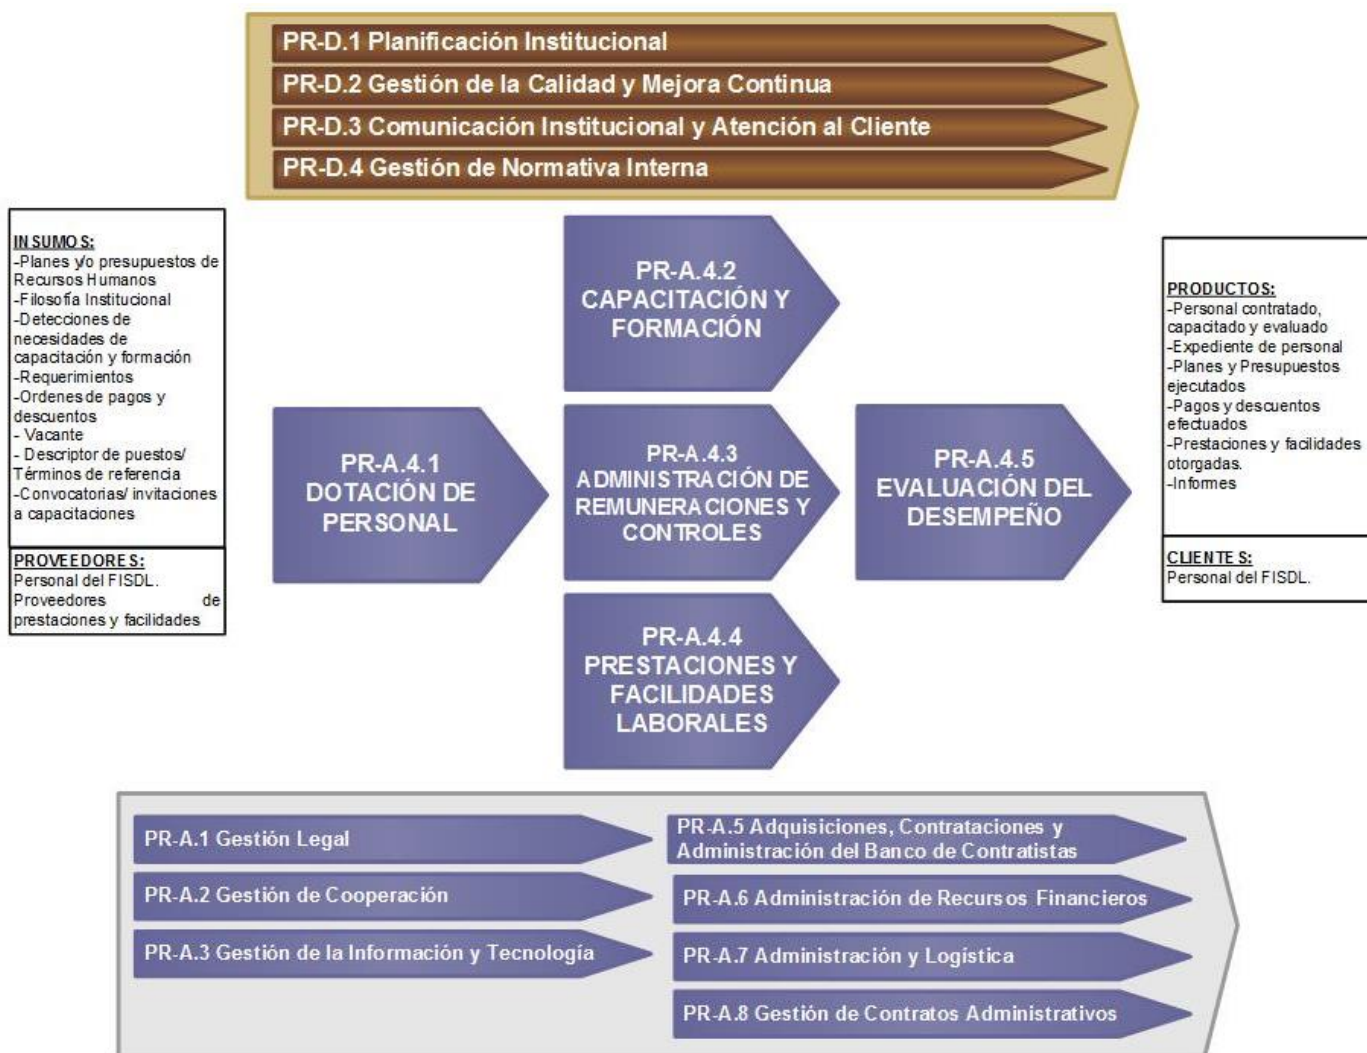 PR-D.1 Planificación Institucional
PR-D.2 Gestión de la Calidad y Mejora Continua
PR-D.3 Comunicación Institucional y Atención al Cliente
PR-D.4 Gestión de Normativa Interna
INSUMOS:
-Planes y/o presupuestos de
Recursos Humanos
-Filosofía Institucional
-Detecciones de
necesidades de
capacitación y formación
-Requerimientos
-Ordenes de pagos y
descuentos
- Vacante
- Descriptor de puestos/
Términos de referencia
-Convocatorias/ invitaciones
a capacitaciones
PROVEEDORES:
Personal del FISDL.
Proveedores de
prestaciones y facilidades
PR-A.4.1
DOTACIÓN DE
PERSONAL
PR-A.4.2
CAPACITACIÓN Y
FORMACIÓN
PR-A.4.3
ADMINISTRACIÓN DE
REMUNERACIONES Y
CONTROLES
PR-A.4.4
PRESTACIONES Y
FACILIDADES
LABORALES
PR-A.4.5
EVALUACIÓN DEL
DESEMPEÑO
PRODUCTOS:
-Personal contratado,
capacitado y evaluado
-Expediente de personal
-Planes y Presupuestos
ejecutados
-Pagos y descuentos
efectuados
-Prestaciones y facilidades
otorgadas.
-Informes
CLIENTES:
Personal del FISDL.
PR-A.1 Gestión Legal
PR-A.2 Gestión de Cooperación
PR-A.3 Gestión de la Información y Tecnología
PR-A.5 Adquisiciones, Contrataciones y
Administración del Banco de Contratistas
PR-A.6 Administración de Recursos Financieros
PR-A.7 Administración y Logística
PR-A.8 Gestión de Contratos Administrativos